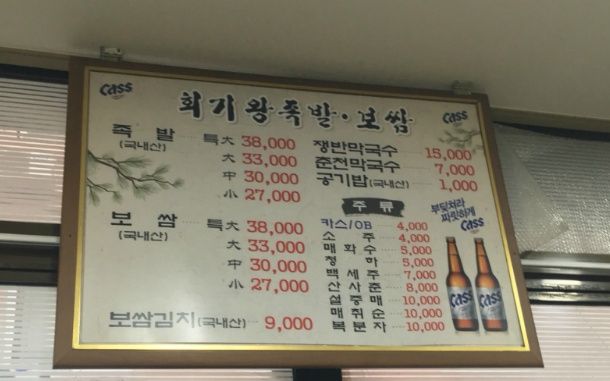 Cass
회기왕족발·보쌈
Cass
족발 (국내산) 특大 38,000
大 33,000
中 30,000
小 27,000
보쌈 (국내산) 특大 38,000
大 33,000
中 30,000
小 27,000
보쌈김치(국내산) 9,000
쟁반막국수 15,000
춘천막국수 7,000
공기밥(국내산) 1,000
주류
카스/OB 4,000
소주 4,000
매화수 5,000
청하 5,000
백세주 7,000
산사춘 8,000
설중매 10,000
매취순 10,000
복분자 10,000
부딪쳐라
짜릿하게
Cass
Cass
Cass